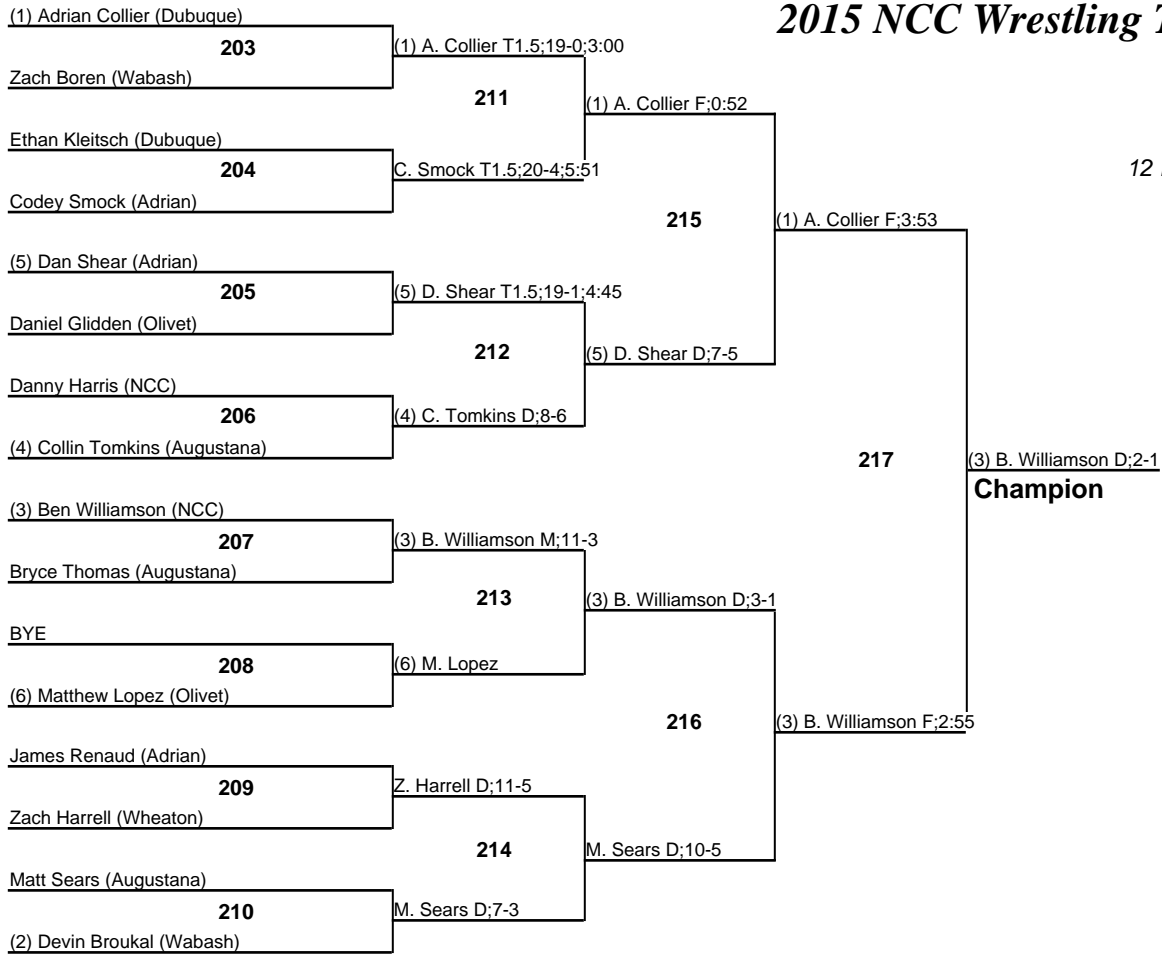 2015 NCC Wrestling T
12
(1) Adrian Collier (Dubuque)
203
Zach Boren (Wabash)
Ethan Kleitsch (Dubuque)
204
Codey Smock (Adrian)
(5) Dan Shear (Adrian)
205
Daniel Glidden (Olivet)
Danny Harris (NCC)
206
(4) Collin Tomkins (Augustana)
(3) Ben Williamson (NCC)
207
Bryce Thomas (Augustana)
BYE
208
(6) Matthew Lopez (Olivet)
James Renaud (Adrian)
209
Zach Harrell (Wheaton)
Matt Sears (Augustana)
210
(2) Devin Broukal (Wabash)
(1) A. Collier T1.5;19-0;3:00
211
C. Smock T1.5;20-4;5:51
(5) D. Shear T1.5;19-1;4:45
212
(4) C. Tomkins D;8-6
(3) B. Williamson M;11-3
213
(6) M. Lopez
Z. Harrell D;11-5
214
M. Sears D;7-3
(1) A. Collier F;0:52
215
(5) D. Shear D;7-5
(3) B. Williamson D;3-1
216
M. Sears D;10-5
(1) A. Collier F;3:53
217
(3) B. Williamson F;2:55
(3) B. Williamson D;2-1
Champion